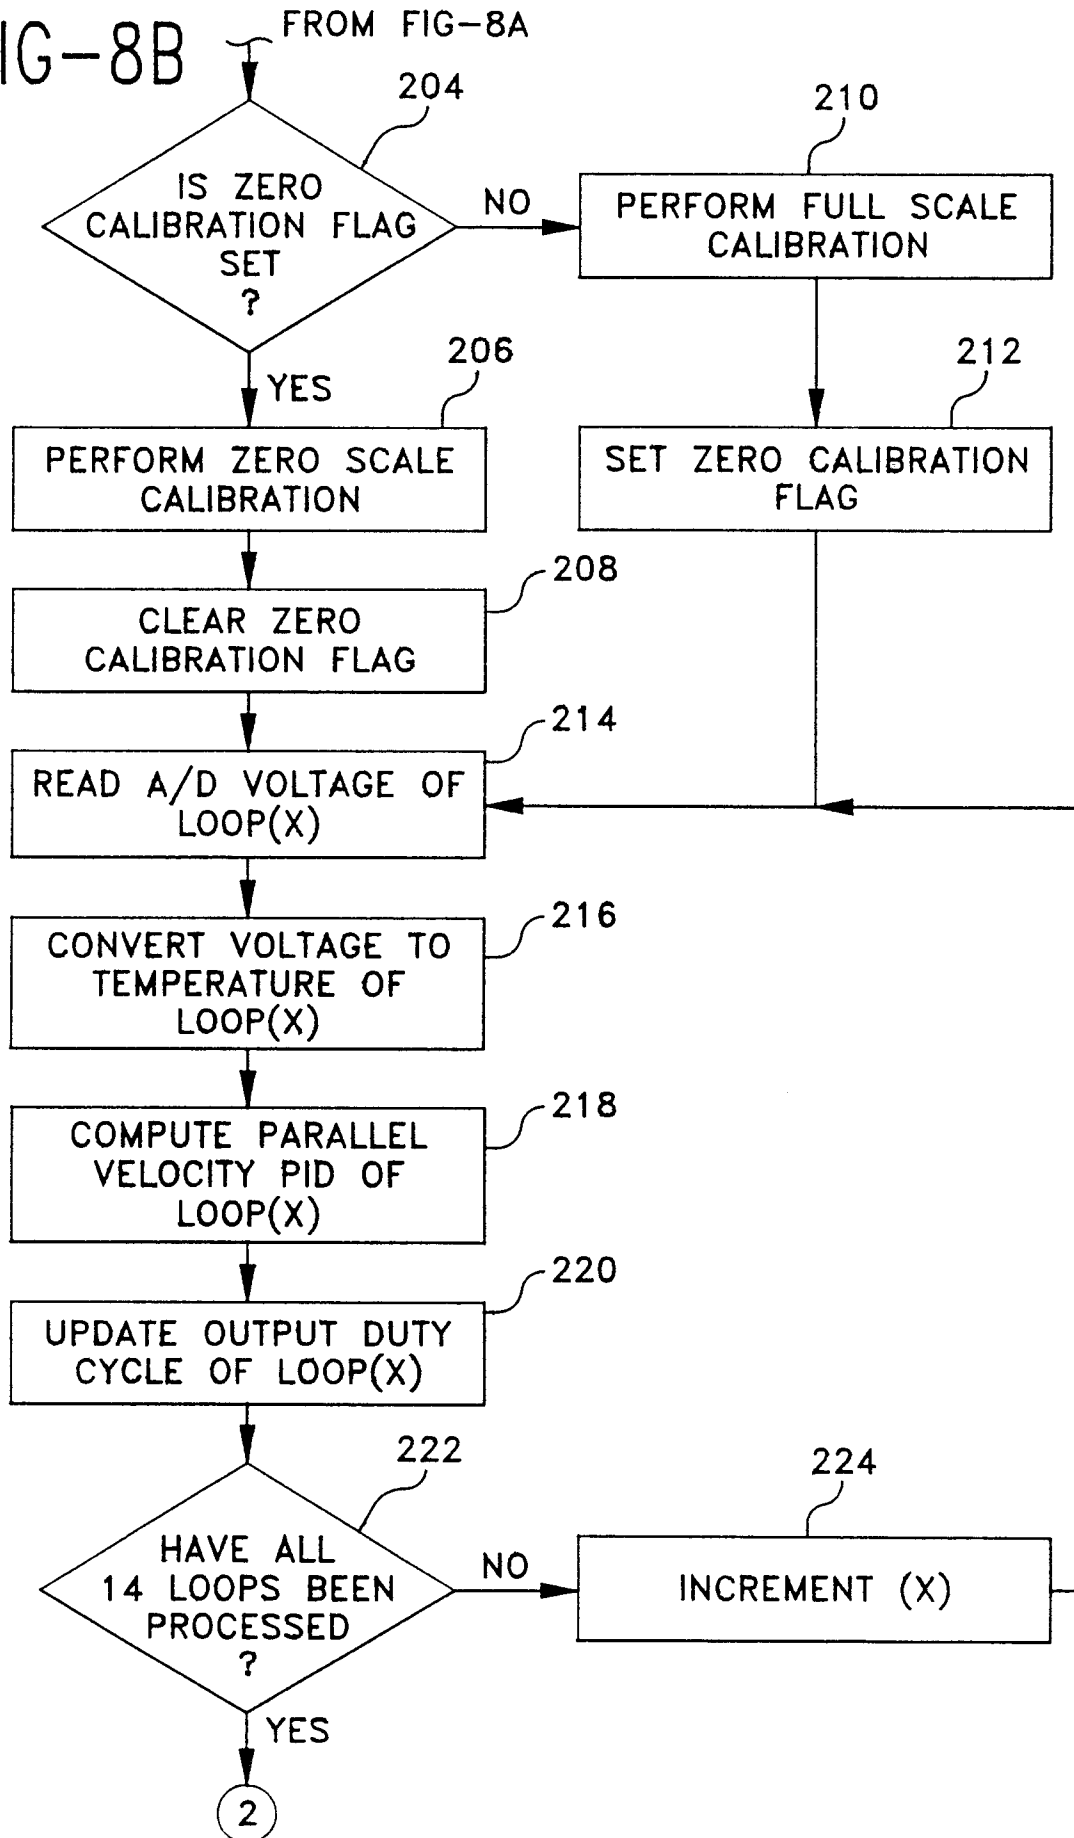 IG-8B
FROM FIG-8A
204
IS ZERO
CALIBRATION FLAG
SET
?
NO
YES
210
PERFORM FULL SCALE
CALIBRATION
206
PERFORM ZERO SCALE
CALIBRATION
212
SET ZERO CALIBRATION
FLAG
208
CLEAR ZERO
CALIBRATION FLAG
214
READ A/D VOLTAGE OF
LOOP(X)
216
CONVERT VOLTAGE TO
TEMPERATURE OF
LOOP(X)
218
COMPUTE PARALLEL
VELOCITY PID OF
LOOP(X)
220
UPDATE OUTPUT DUTY
CYCLE OF LOOP(X)
222
HAVE ALL
14 LOOPS BEEN
PROCESSED
?
NO
224
INCREMENT (X)
YES
2